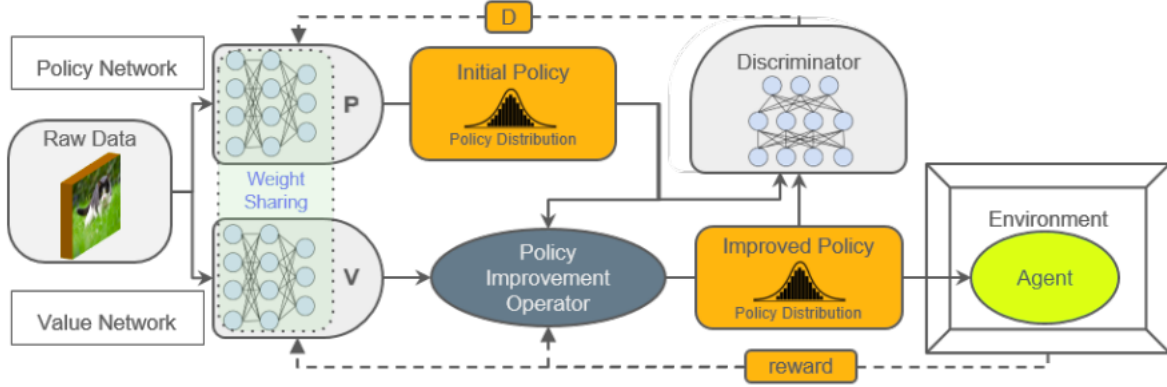 D
Policy Network
P
Initial Policy
Policy Distribution
Discriminator
Raw Data
Weight
Sharing
Environment
Agent
Policy
Improvement
Operator
Improved Policy
Policy Distribution
V
Value Network
reward